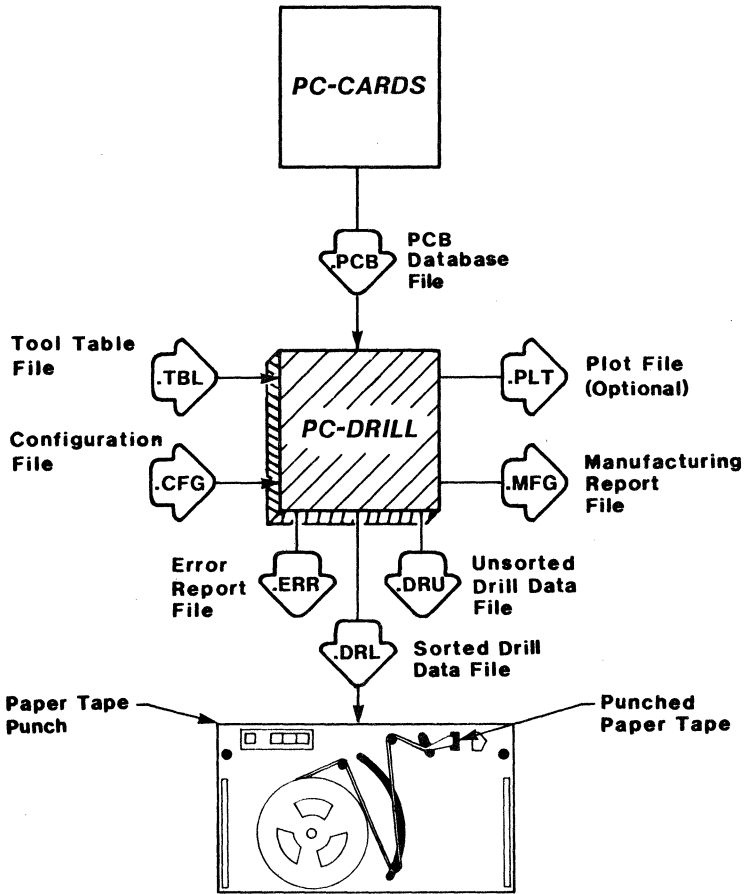 PC-CARDS
.PCB
PCB
Database
File
Tool Table
File
.TBL
.PLT
Plot File
(Optional)
PC-DRILL
Configuration
File
.CFG
.MFG
Manufacturing
Report
File
Error
Report
File
.ERR
.DRU
Unsorted
Drill Data
File
.DRL
Sorted Drill
Data File
Paper Tape
Punch
Punched
Paper Tape